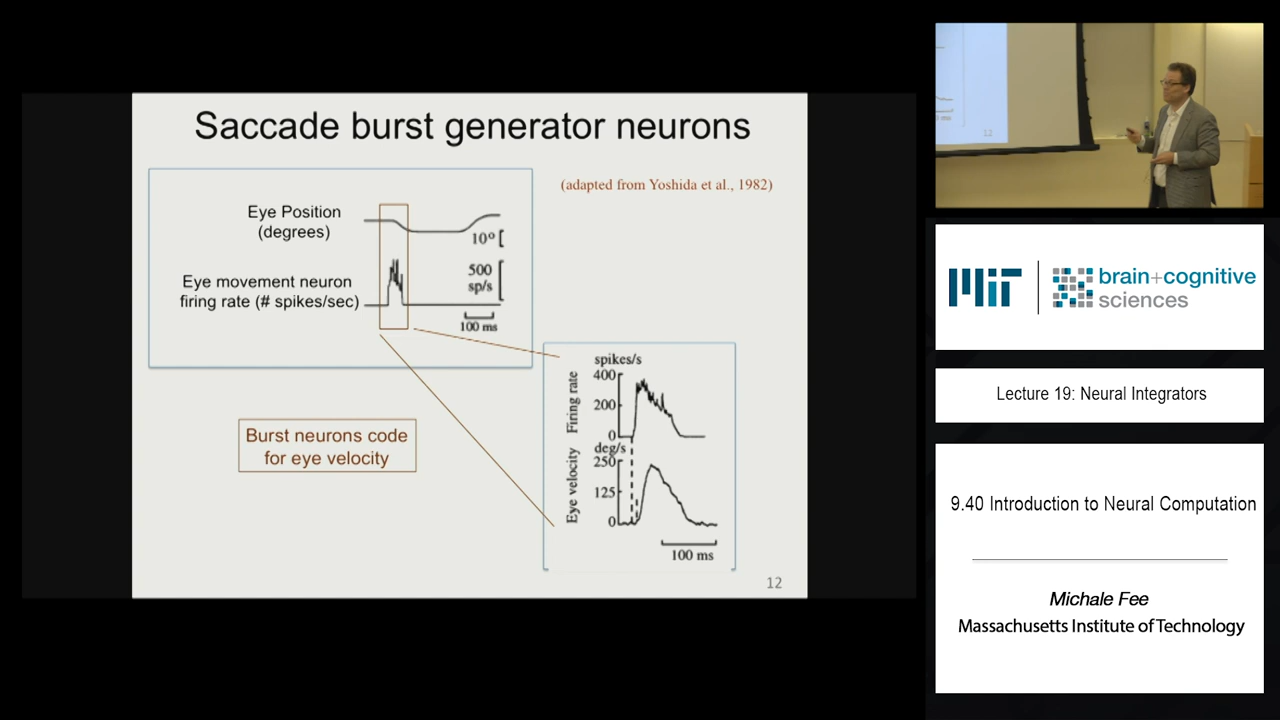 Saccade burst generator neurons
(adapted from Yoshida et al., 1982)
Eye Position
(degrees)
10º
Eye movement neuron
firing rate (# spikes/sec)
500
sp/s
100 ms
spikes/s
400
200
0
Firing rate
deg/s
250
125
0
Eye velocity
100 ms
Burst neurons code
for eye velocity
12
MIT
brain+cognitive
sciences
Lecture 19: Neural Integrators
9.40 Introduction to Neural Computation
Michale Fee
Massachusetts Institute of Technology